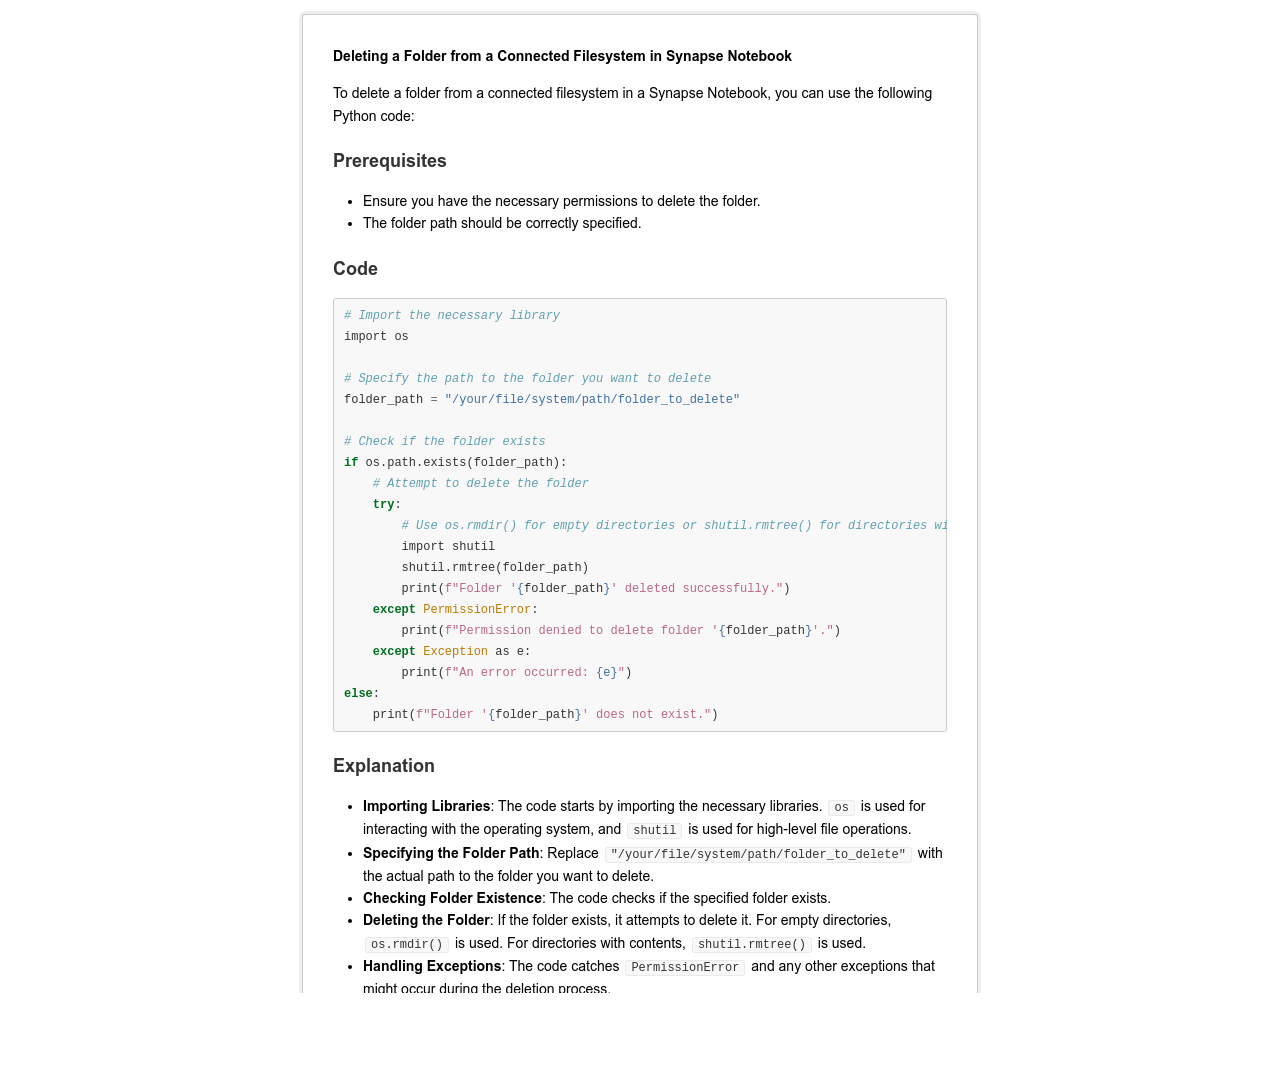 Deleting a Folder from a Connected Filesystem in Synapse Notebook
To delete a folder from a connected filesystem in a Synapse Notebook, you can use the following
Python code:
Prerequisites
• Ensure you have the necessary permissions to delete the folder.
• The folder path should be correctly specified.
Code
# Import the necessary library
import os
# Specify the path to the folder you want to delete
folder_path = "/your/file/system/path/folder_to_delete"
# Check if the folder exists
if os.path.exists(folder_path):
    # Attempt to delete the folder
    try:
        # Use os.rmdir() for empty directories or shutil.rmtree() for directories
        import shutil
        shutil.rmtree(folder_path)
        print(f"Folder '{folder_path}' deleted successfully.")
    except PermissionError:
        print(f"Permission denied to delete folder '{folder_path}'.")
    except Exception as e:
        print(f"An error occurred: {e}")
else:
    print(f"Folder '{folder_path}' does not exist.")
Explanation
• Importing Libraries: The code starts by importing the necessary libraries. os is used for
interacting with the operating system, and shutil is used for high-level file operations.
• Specifying the Folder Path: Replace "/your/file/system/path/folder_to_delete" with
the actual path to the folder you want to delete.
• Checking Folder Existence: The code checks if the specified folder exists.
• Deleting the Folder: If the folder exists, it attempts to delete it. For empty directories,
os.rmdir() is used. For directories with contents, shutil.rmtree() is used.
• Handling Exceptions: The code catches PermissionError and any other exceptions that
might occur during the deletion process.